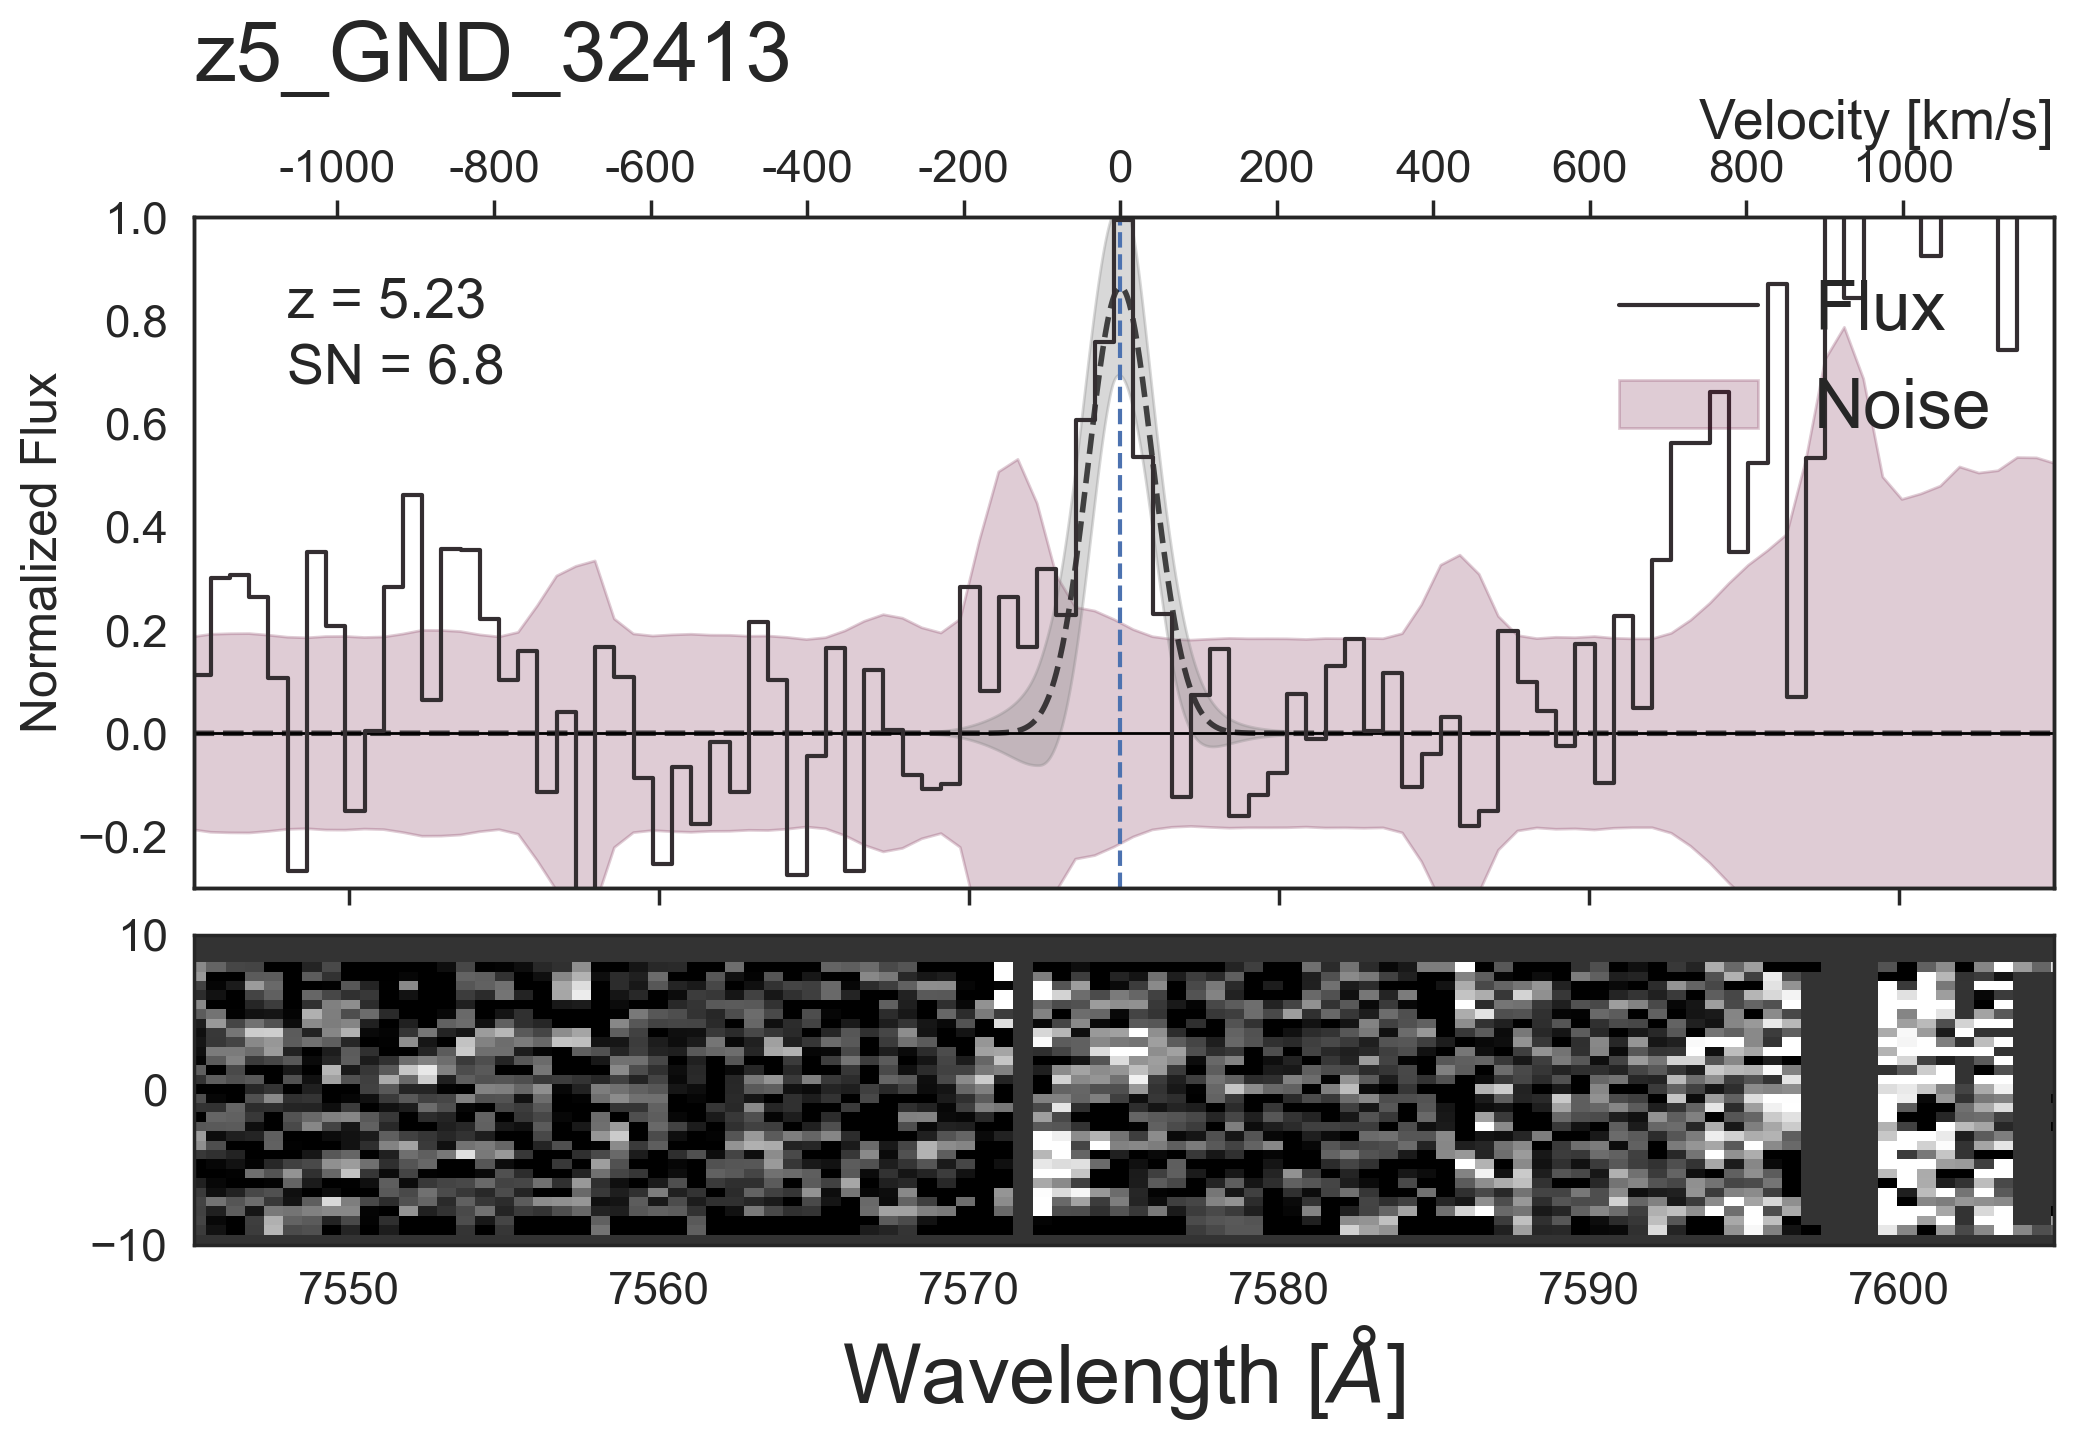 z5_GND_32413
Velocity [km/s]
-1000 -800 -600 -400 -200 0 200 400 600 800 1000
1.0
0.8
0.6
0.4
0.2
0.0
−0.2
Normalized Flux
z = 5.23
SN = 6.8
Flux
Noise
10
0
−10
7550 7560 7570 7580 7590 7600
Wavelength [Å]